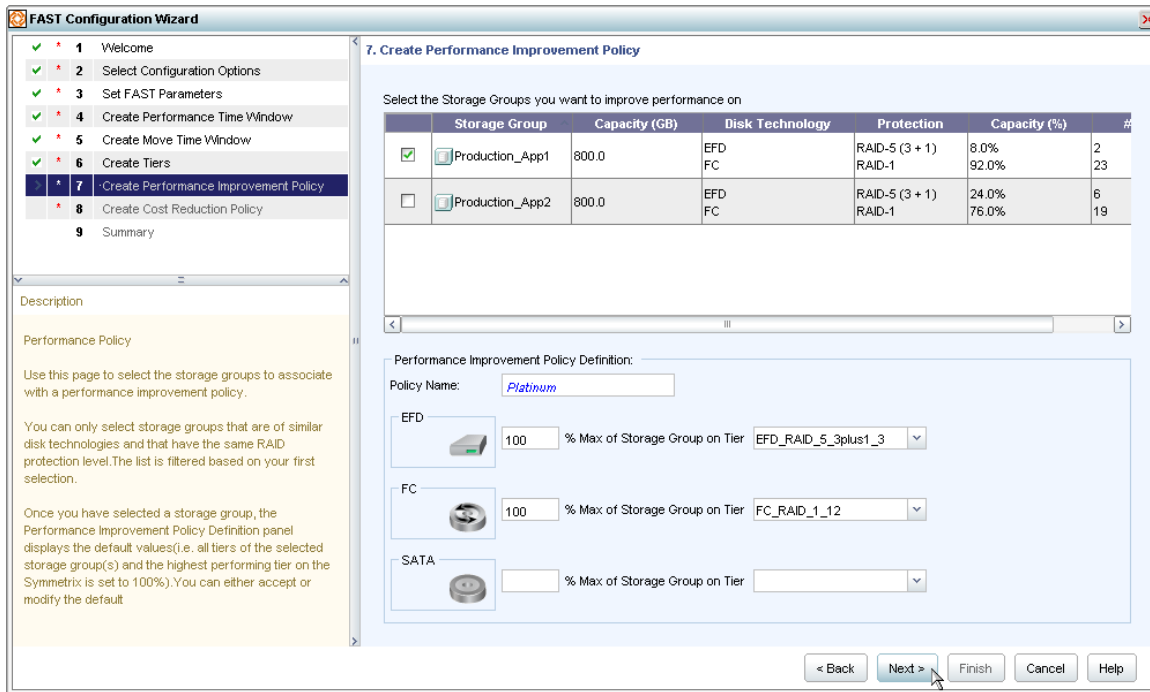 FAST Configuration Wizard
* 1 Welcome
* 2 Select Configuration Options
* 3 Set FAST Parameters
* 4 Create Performance Time Window
* 5 Create Move Time Window
* 6 Create Tiers
* 7 Create Performance Improvement Policy
* 8 Create Cost Reduction Policy
9 Summary
Description
Performance Policy
Use this page to select the storage groups to associate
with a performance improvement policy.
You can only select storage groups that are of similar
disk technologies and that have the same RAID
protection level.The list is filtered based on your first
selection.
Once you have selected a storage group, the
Performance Improvement Policy Definition panel
displays the default values(i.e. all tiers of the selected
storage group(s) and the highest performing tier on the
Symmetrix is set to 100%).You can either accept or
modify the default
7. Create Performance Improvement Policy
Select the Storage Groups you want to improve performance on
Storage Group Capacity (GB) Disk Technology Protection Capacity (%) #
Production_App1 800.0 EFD RAID-5 (3 + 1) 8.0% 2
FC RAID-1 92.0% 23
Production_App2 800.0 EFD RAID-5 (3 + 1) 24.0% 6
FC RAID-1 76.0% 19
Performance Improvement Policy Definition:
Policy Name: Platinum
EFD
100 % Max of Storage Group on Tier EFD_RAID_5_3plus1_3
FC
100 % Max of Storage Group on Tier FC_RAID_1_12
SATA
% Max of Storage Group on Tier
< Back Next > Finish Cancel Help